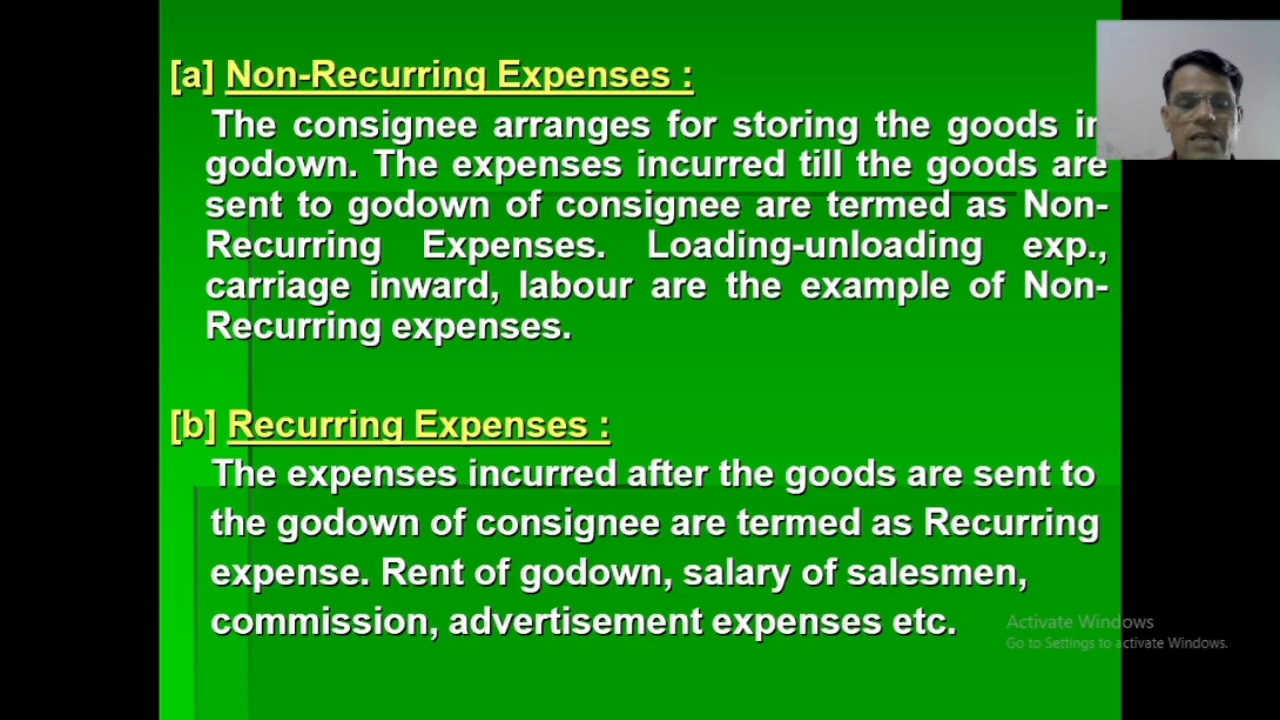 [a] Non-Recurring Expenses :
The consignee arranges for storing the goods in
godown. The expenses incurred till the goods are
sent to godown of consignee are termed as Non-
Recurring Expenses. Loading-unloading exp.,
carriage inward, labour are the example of Non-
Recurring expenses.
[b] Recurring Expenses :
The expenses incurred after the goods are sent to
the godown of consignee are termed as Recurring
expense. Rent of godown, salary of salesmen,
commission, advertisement expenses etc.
Activate Windows
Go to Settings to activate Windows.